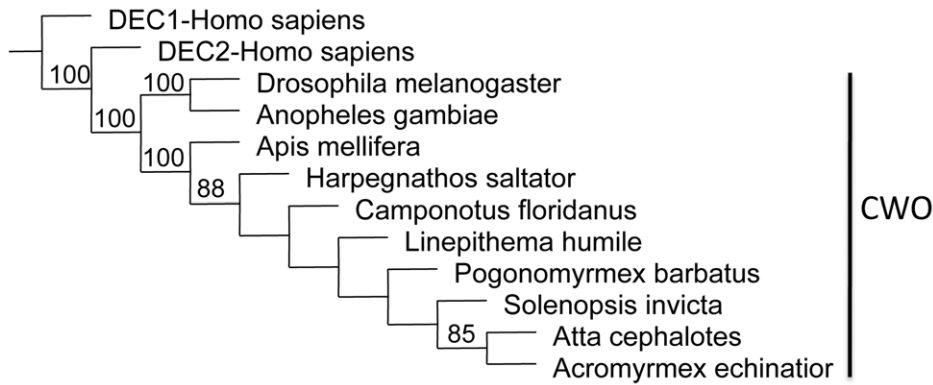 DEC1-Homo sapiens
DEC2-Homo sapiens
100
100 Drosophila melanogaster
100 Anopheles gambiae
100 Apis mellifera
88 Harpegnathos saltator
Camponotus floridanus
CWO
Linepithema humile
Pogonomyrmex barbatus
Solenopsis invicta
85 Atta cephalotes
Acromyrmex echinatior